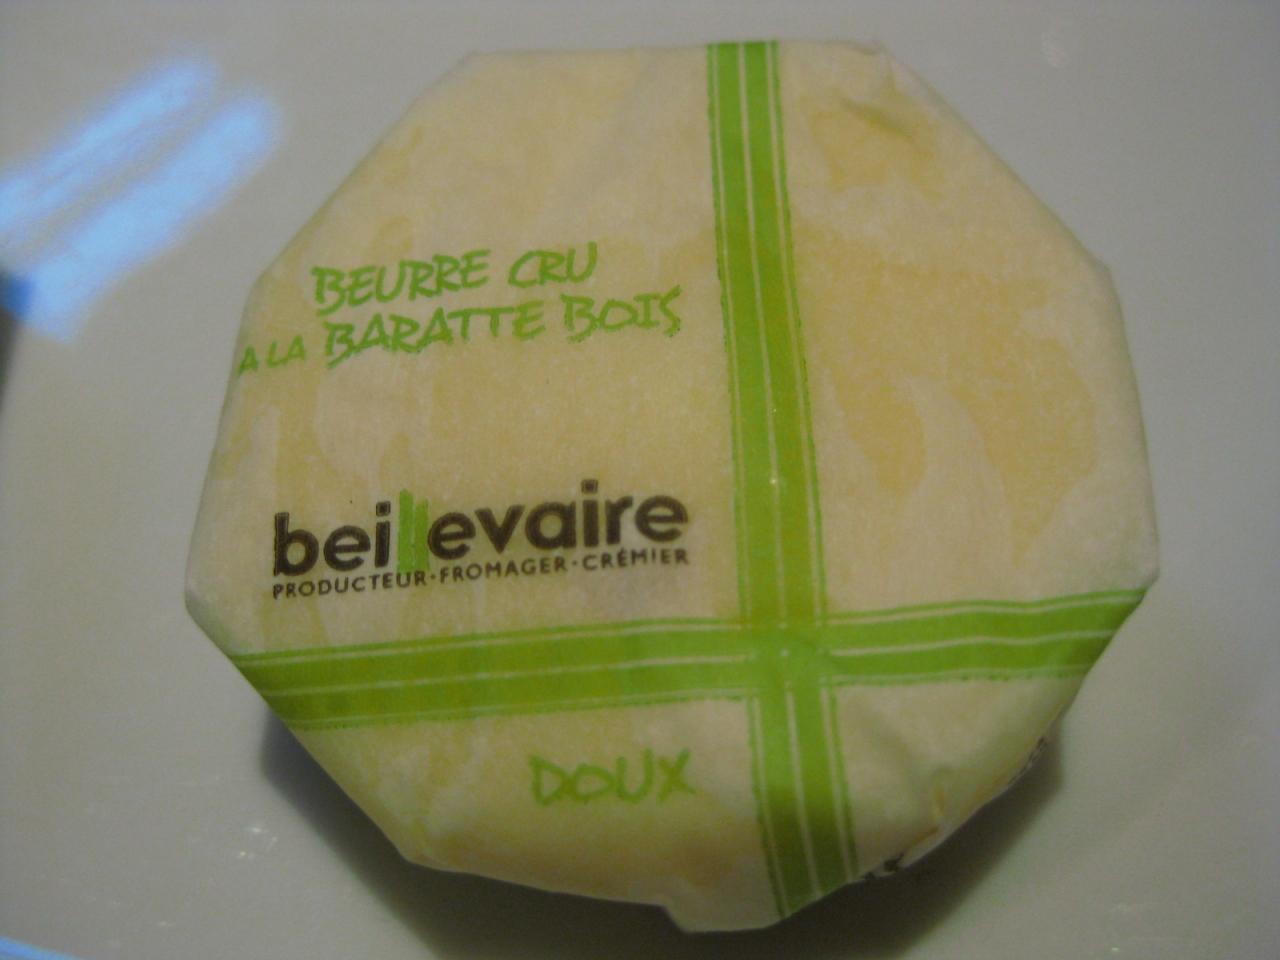 BEURRE CRU
A LA BARATTE BOIS
beillevaire
PRODUCTEUR·FROMAGER·CRÉMIER
DOUX